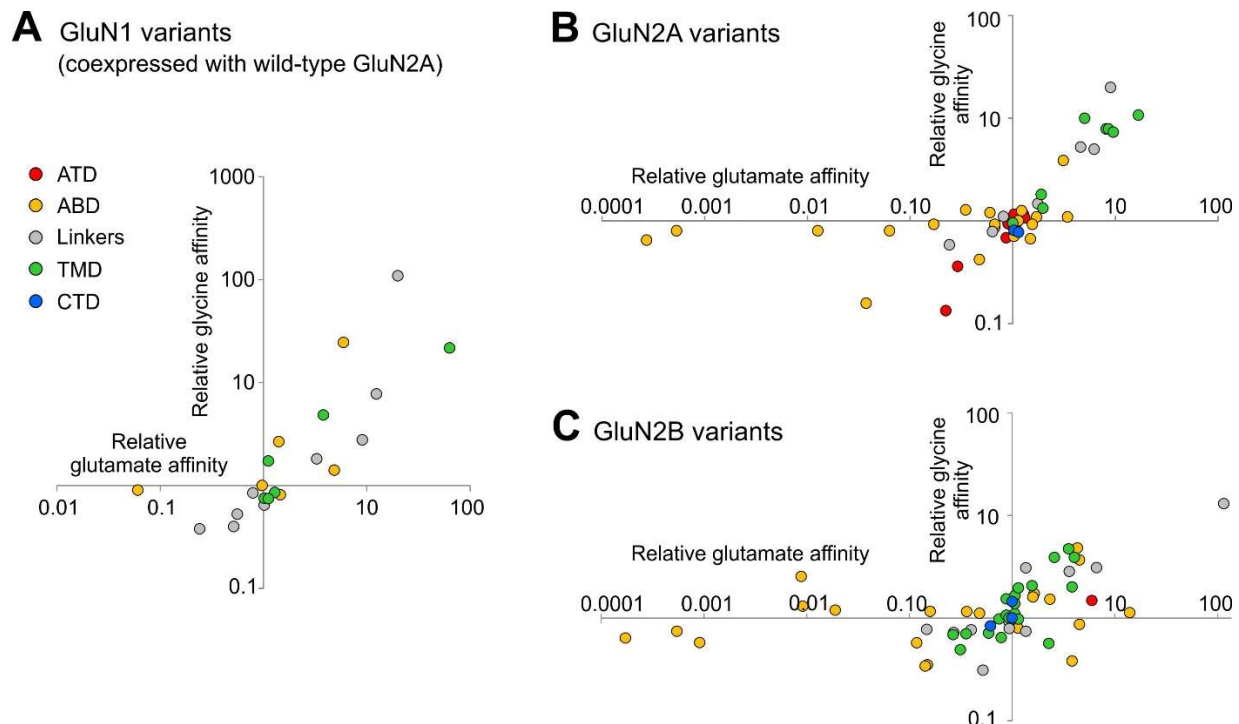 A GluN1 variants
(coexpressed with wild-type GluN2A)
ATD
ABD
Linkers
TMD
CTD
1000
100
10
Relative glycine affinity
Relative
glutamate affinity
0.01
0.1
10
100
0.1
B GluN2A variants
100
10
Relative glycine
affinity
Relative glutamate affinity
0.0001
0.001
0.01
0.10
10
100
0.1
C GluN2B variants
100
10
Relative glycine
affinity
Relative glutamate affinity
0.0001
0.001
0.01
0.10
10
100
0.1